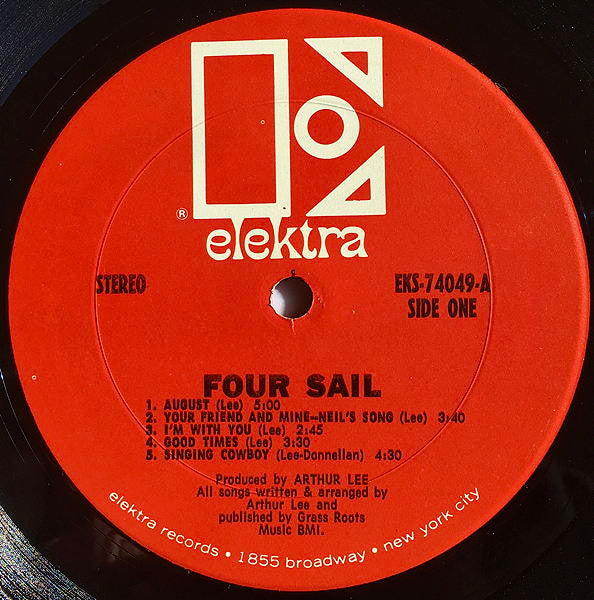 ®
elektra
STEREO
EKS-74049-A
SIDE ONE
FOUR SAIL
1. AUGUST (Lee) 5:00
2. YOUR FRIEND AND MINE--NEIL'S SONG (Lee) 3:40
3. I'M WITH YOU (Lee) 2:45
4. GOOD TIMES (Lee) 3:30
5. SINGING COWBOY (Lee-Donnellan) 4:30
Produced by ARTHUR LEE
All songs written & arranged by
Arthur Lee and
published by Grass Roots
Music BMI.
elektra records • 1855 broadway • new york city